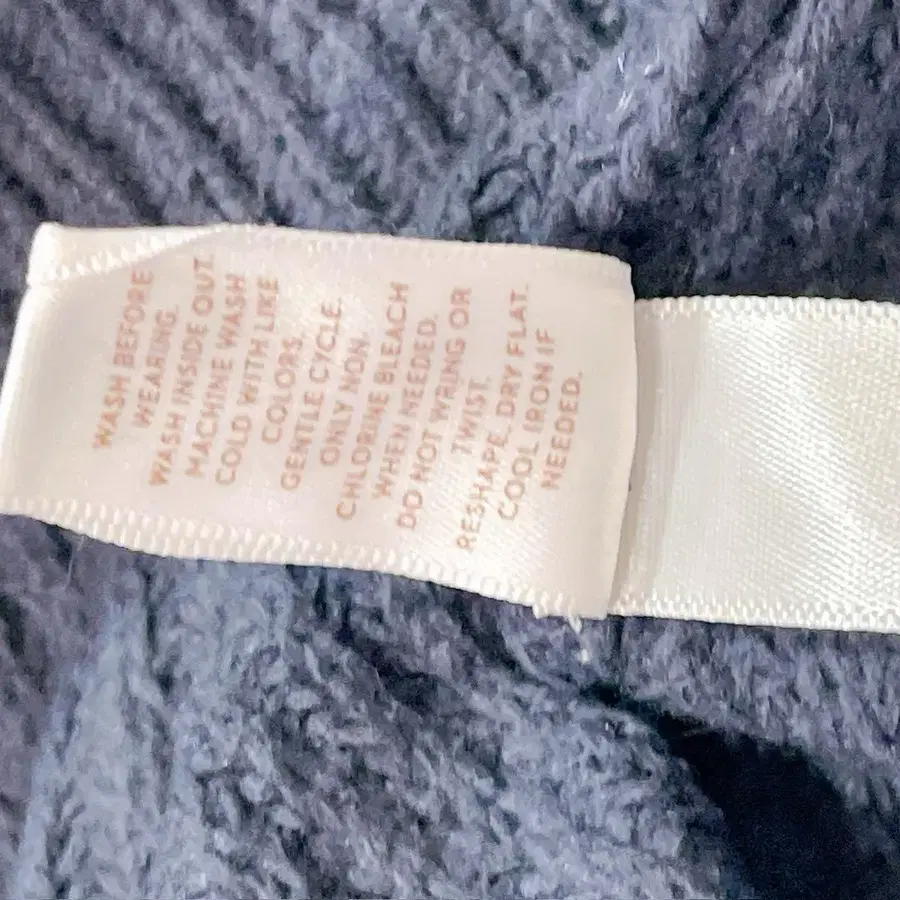 WASH BEFORE
WEARING.
WASH INSIDE OUT.
MACHINE WASH
COLD WITH LIKE
COLORS.
GENTLE CYCLE.
ONLY NON.
CHLORINE BLEACH
WHEN NEEDED.
DO NOT WRING OR
TWIST.
RESHAPE. DRY FLAT.
COOL IRON IF
NEEDED.